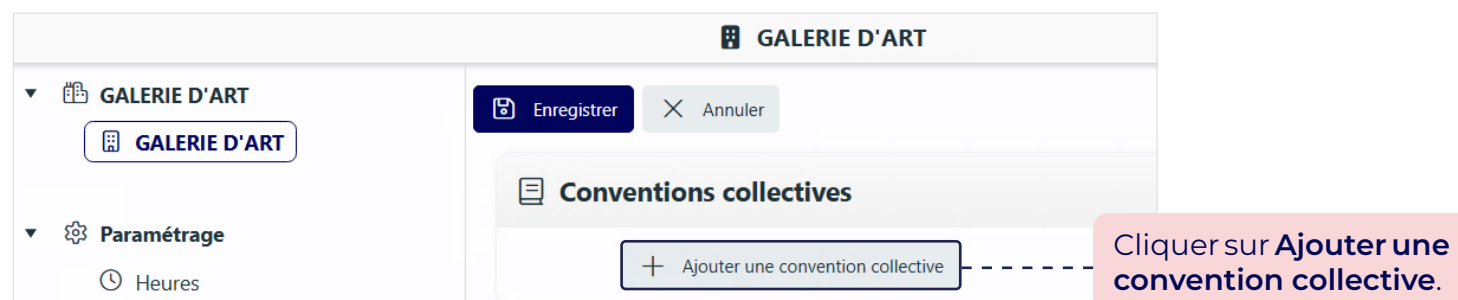 GALERIE D'ART
GALERIE D'ART
GALERIE D'ART
Paramétrage
Heures
Enregistrer
Annuler
Conventions collectives
Ajouter une convention collective
Cliquer sur Ajouter une
convention collective.